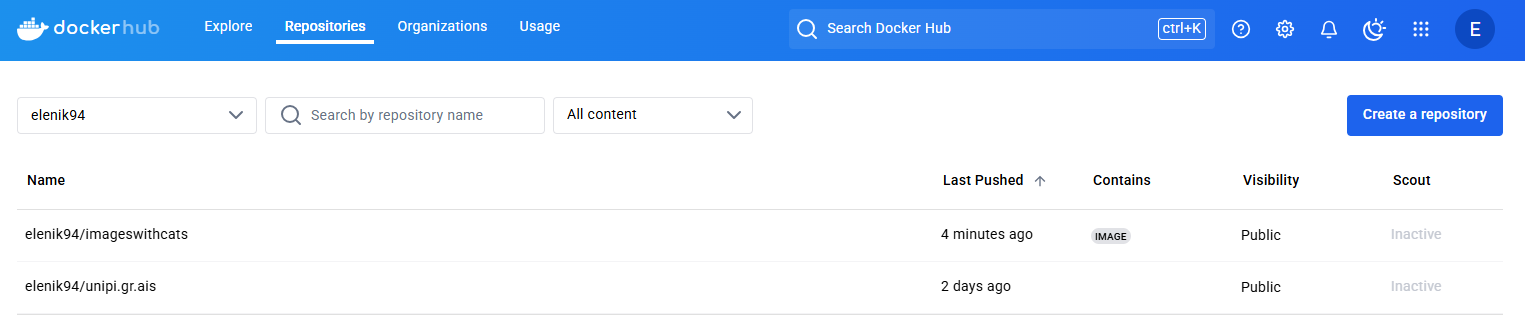 dockerhub Explore Repositories Organizations Usage Search Docker Hub ctrl+K E
elenik94 Search by repository name All content Create a repository
Name Last Pushed Contains Visibility Scout
elenik94/imageswithcats 4 minutes ago IMAGE Public Inactive
elenik94/unipi.gr.ais 2 days ago Public Inactive